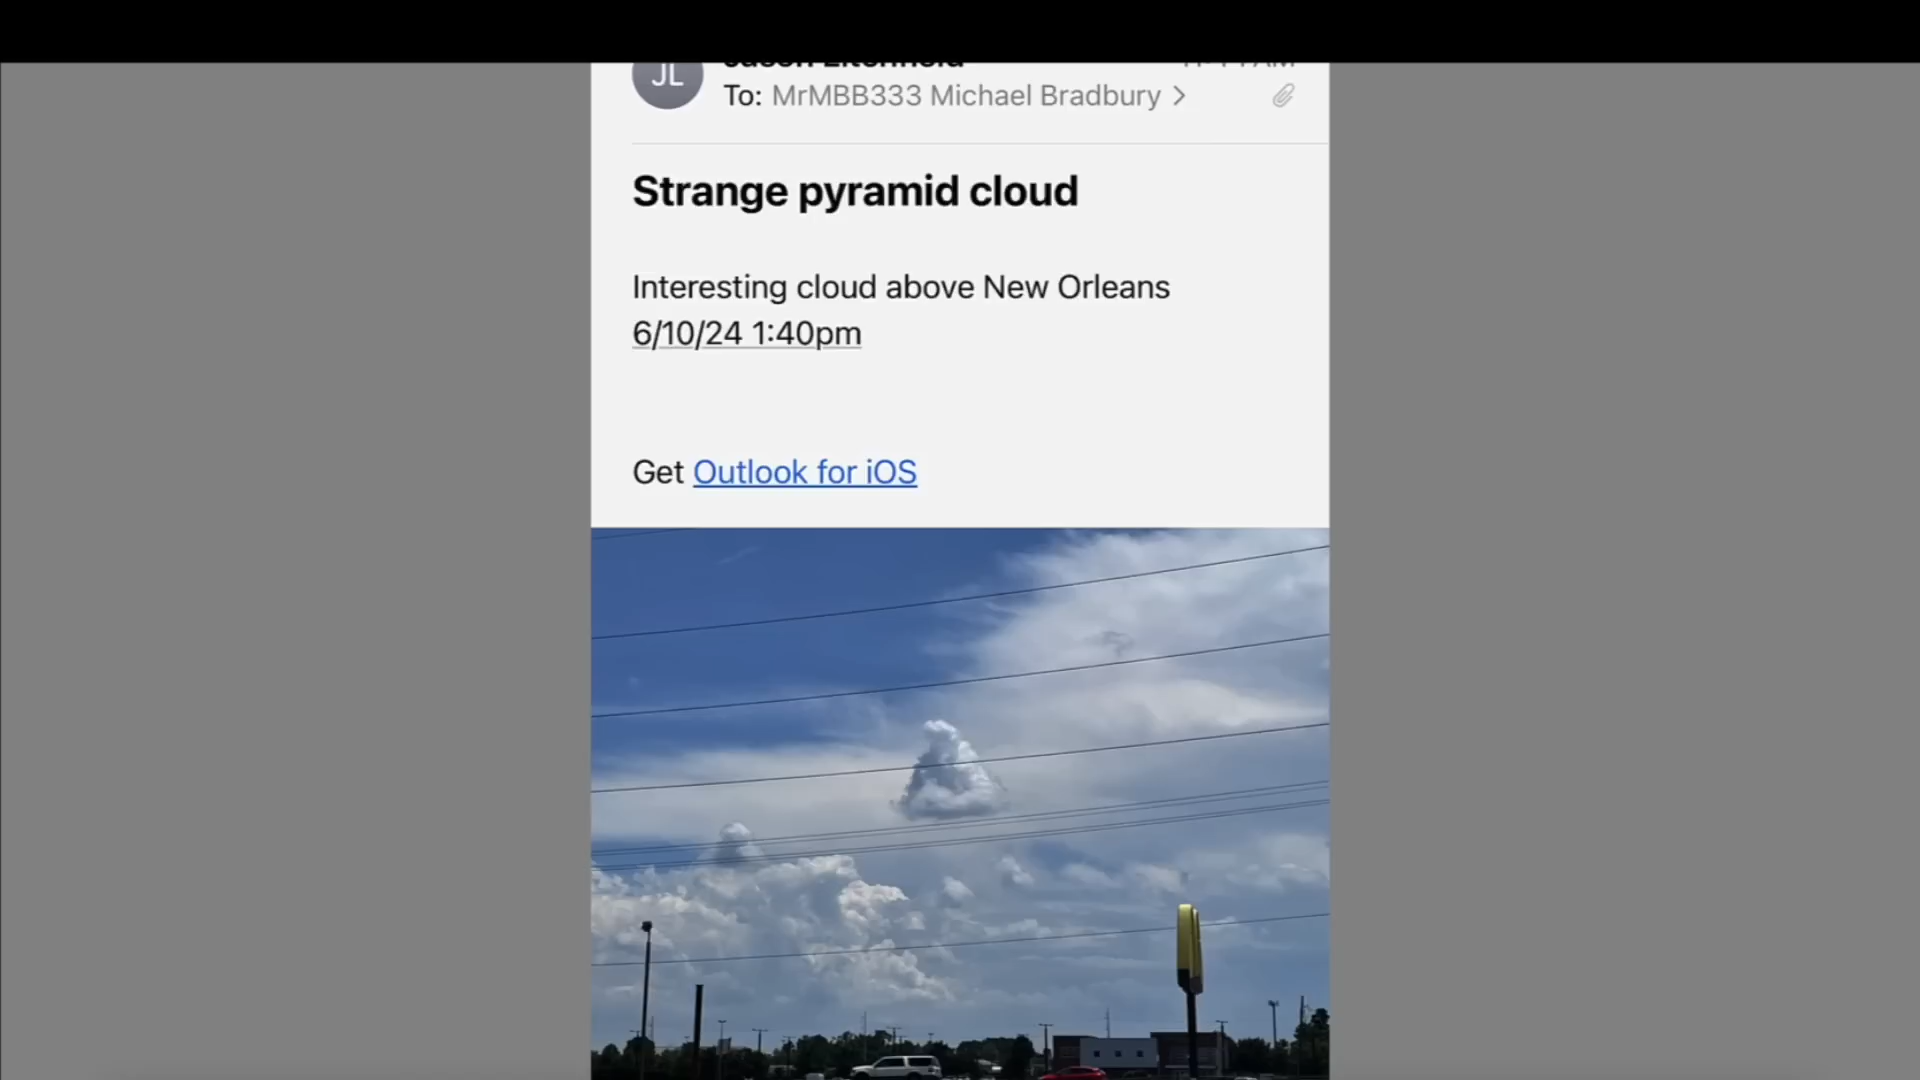 JL
To: MrMBB333 Michael Bradbury
Strange pyramid cloud
Interesting cloud above New Orleans
6/10/24 1:40pm
Get Outlook for iOS